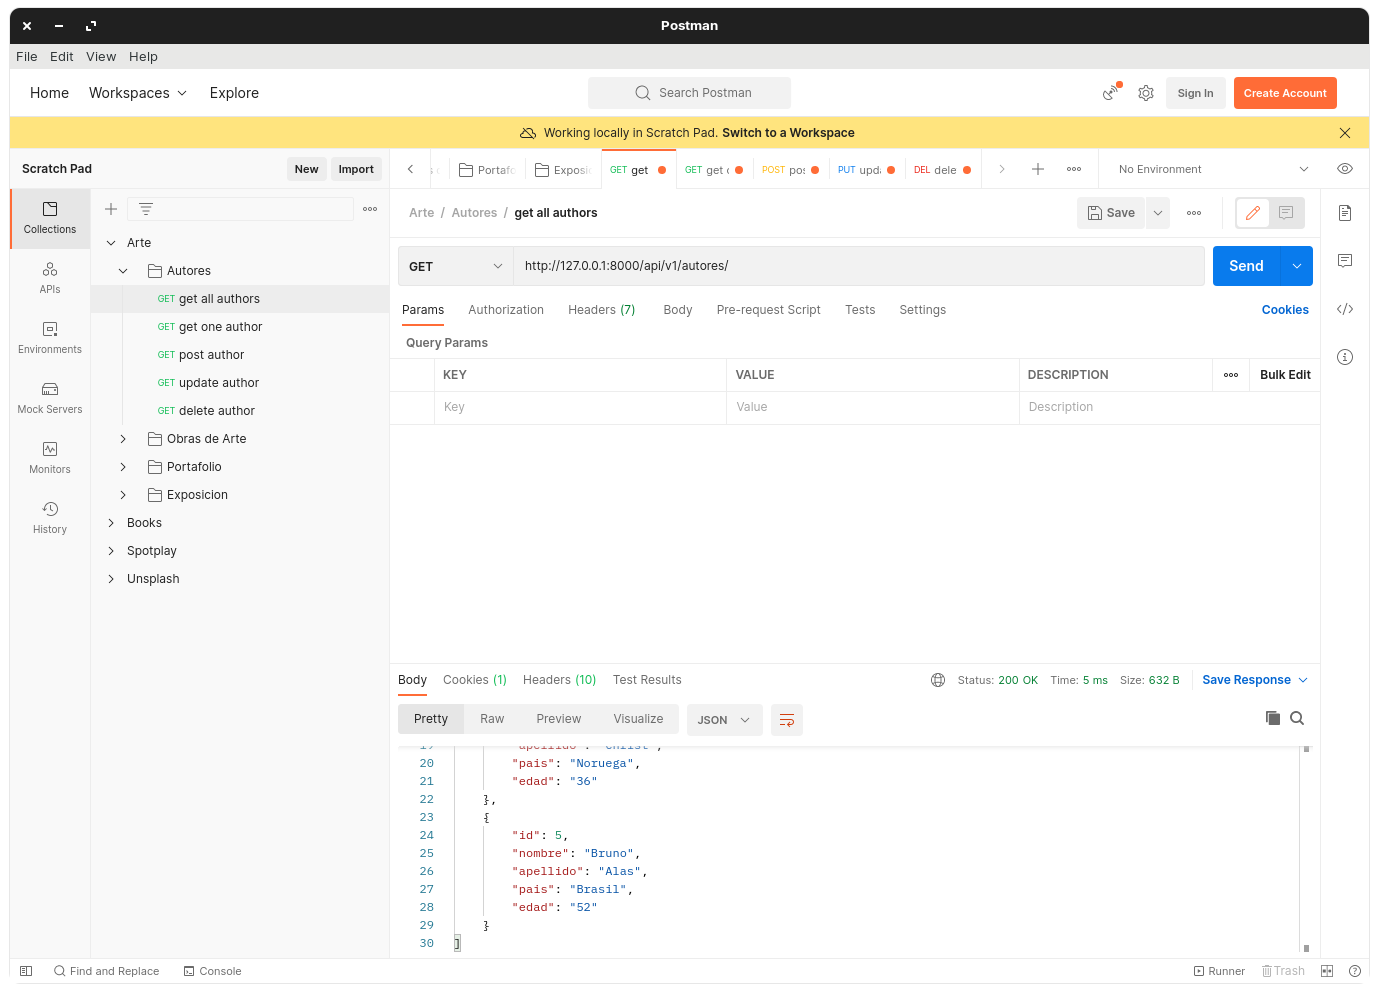 Postman
File Edit View Help
Home Workspaces Explore Search Postman Sign In Create Account
Working locally in Scratch Pad. Switch to a Workspace
Scratch Pad New Import
Portafo Exposi GET get GET get POST pos PUT upda DEL dele No Environment
Collections
APIs
Environments
Mock Servers
Monitors
History
Arte
Autores
GET get all authors
GET get one author
GET post author
GET update author
GET delete author
Obras de Arte
Portafolio
Exposicion
Books
Spotplay
Unsplash
Arte / Autores / get all authors Save
GET http://127.0.0.1:8000/api/v1/autores/ Send
Params Authorization Headers (7) Body Pre-request Script Tests Settings Cookies
Query Params
KEY VALUE DESCRIPTION Bulk Edit
Key Value Description
Body Cookies (1) Headers (10) Test Results Status: 200 OK Time: 5 ms Size: 632 B Save Response
Pretty Raw Preview Visualize JSON
19 "apellido": "Christ",
20 "pais": "Noruega",
21 "edad": "36"
22 },
23 {
24 "id": 5,
25 "nombre": "Bruno",
26 "apellido": "Alas",
27 "pais": "Brasil",
28 "edad": "52"
29 }
30 ]
Find and Replace Console Runner Trash